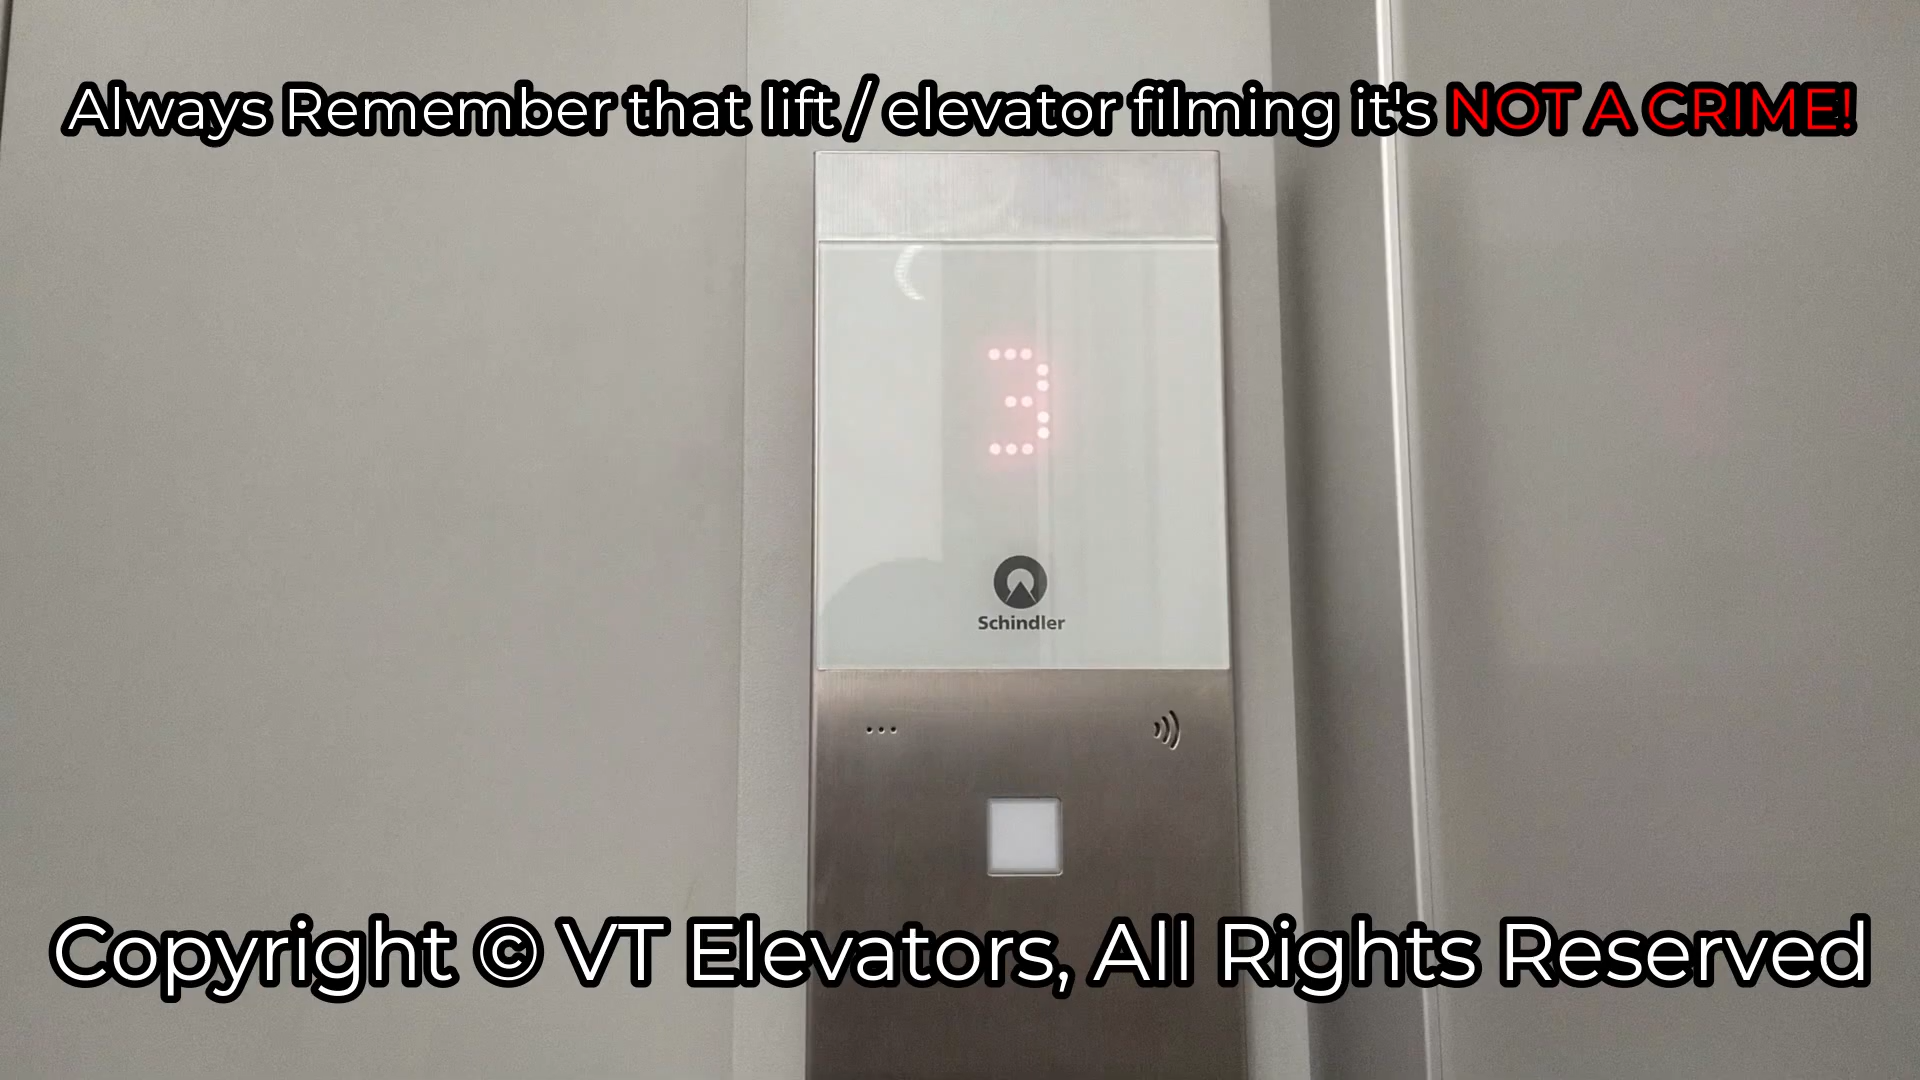 Always Remember that lift / elevator filming it's NOT A CRIME!
3
Schindler
Copyright © VT Elevators, All Rights Reserved